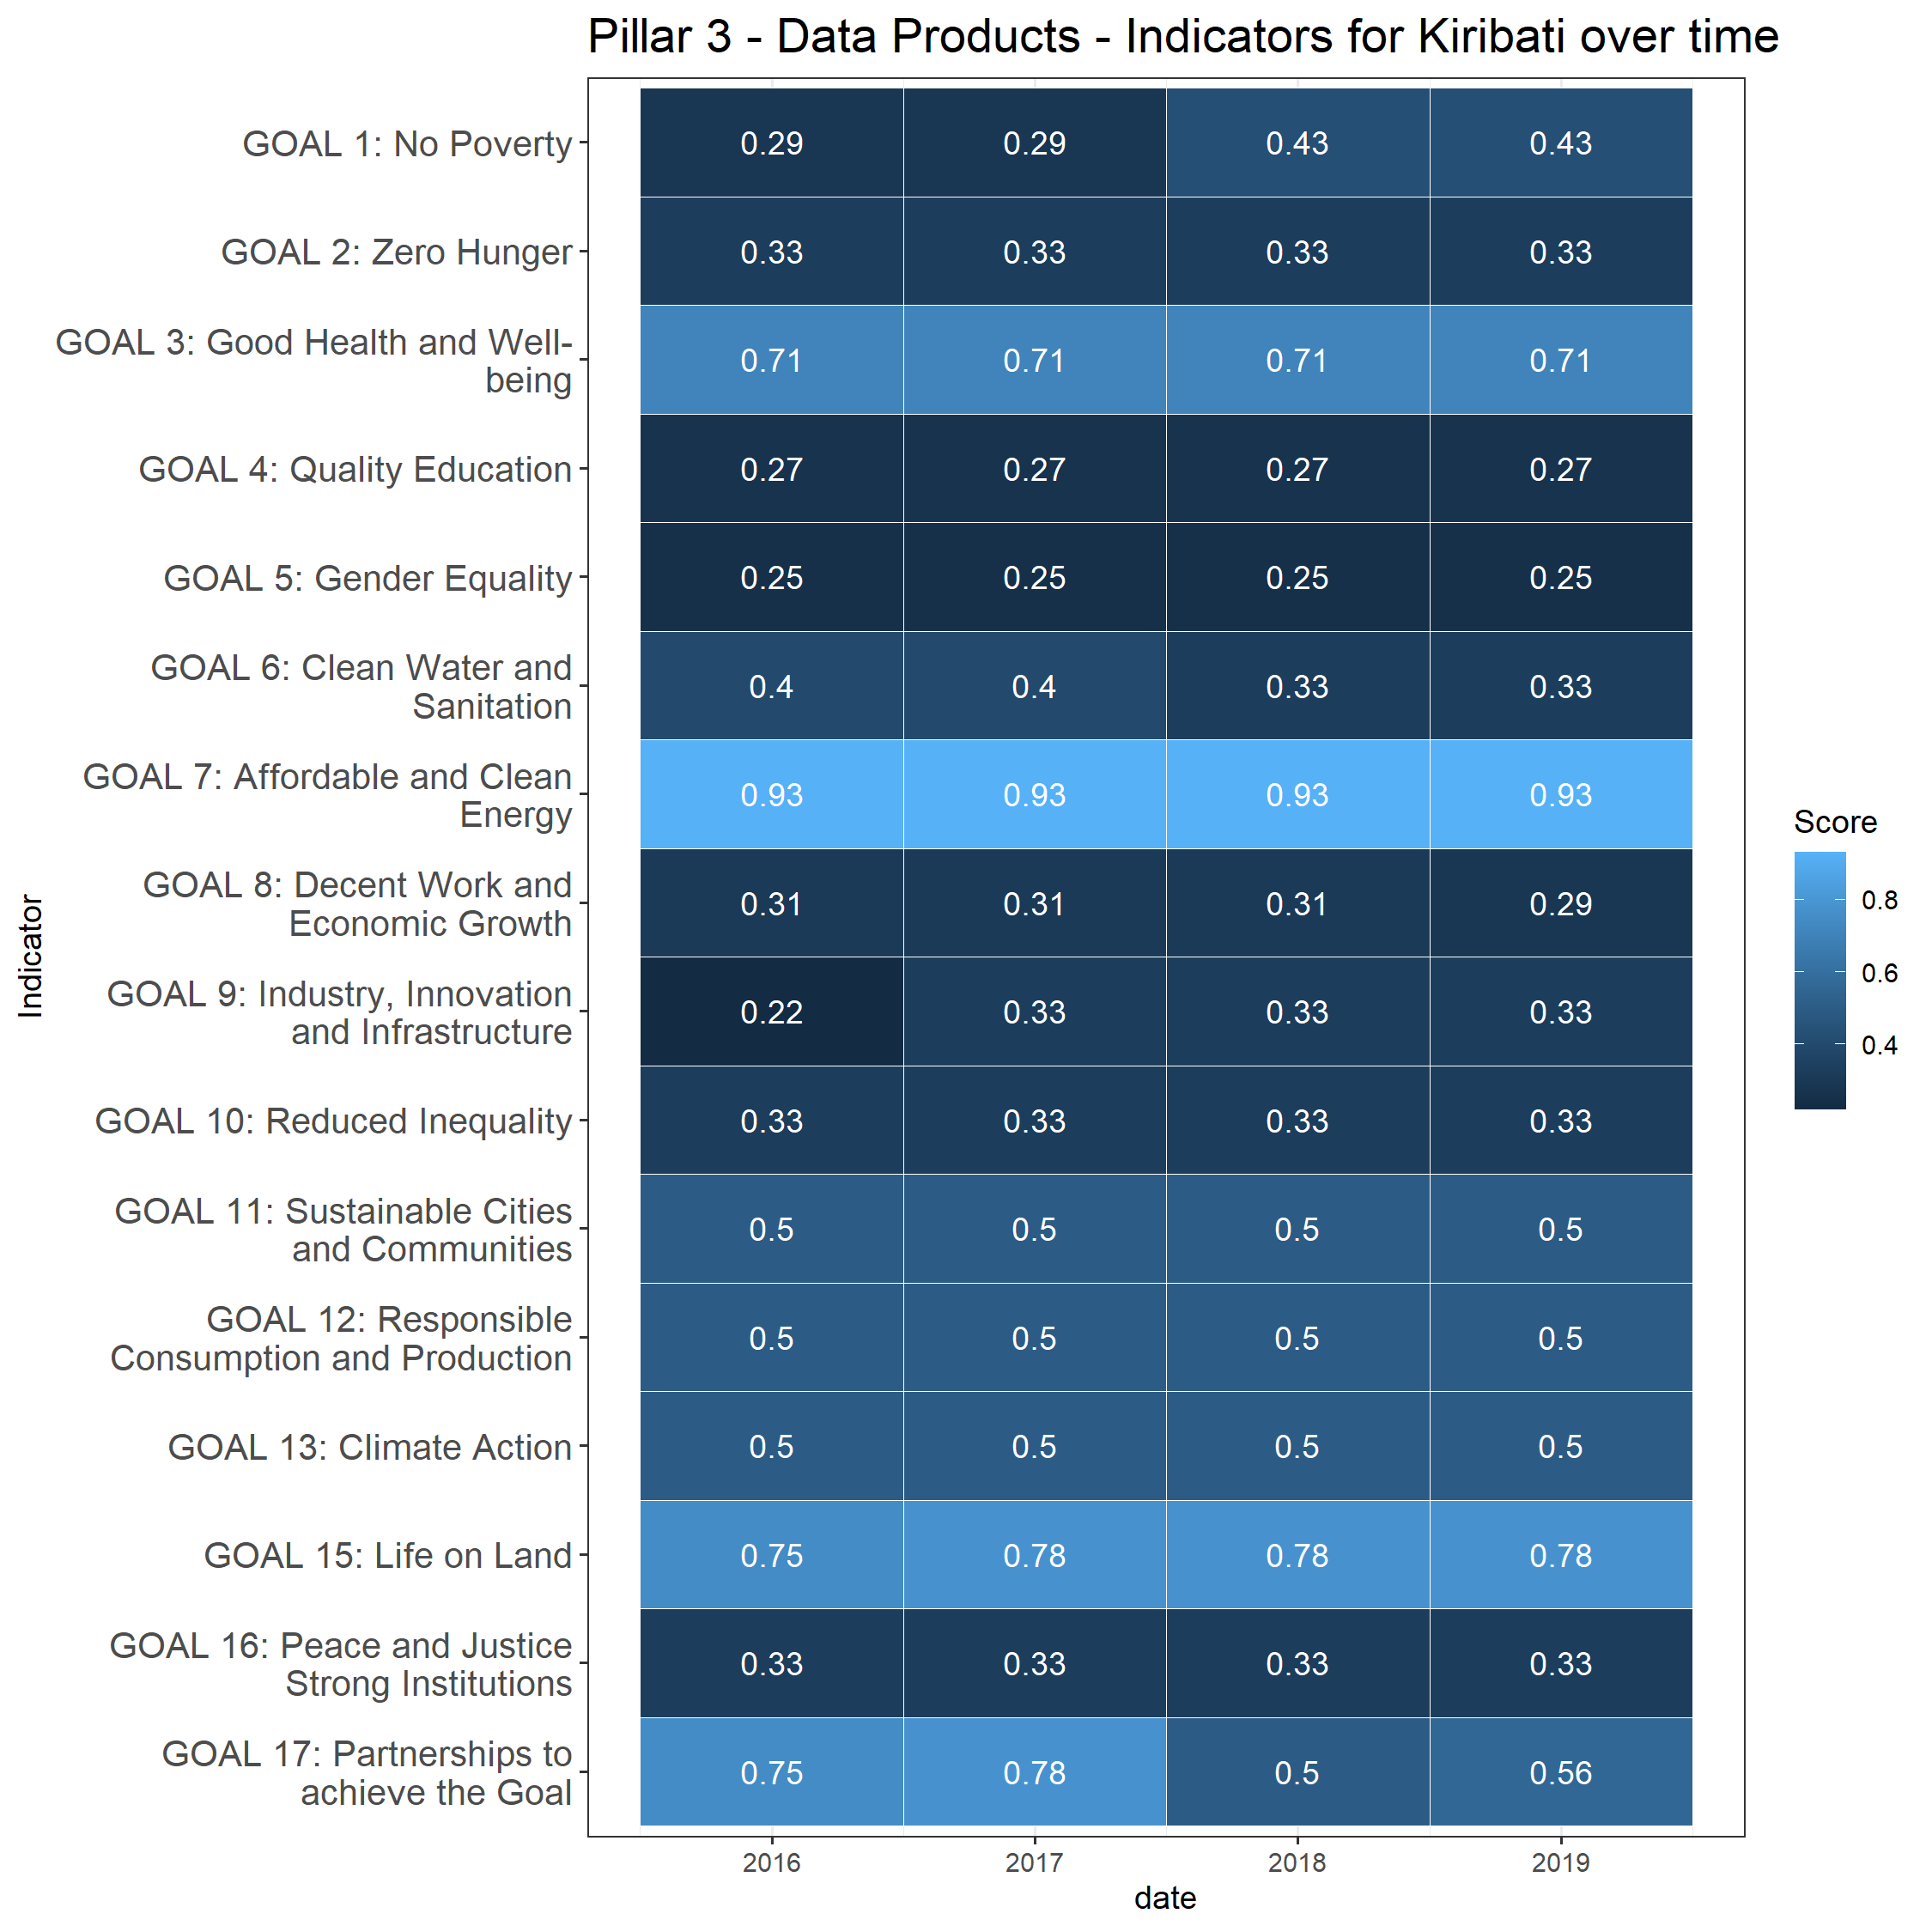 Pillar 3 - Data Products - Indicators for Kiribati over time
Indicator
GOAL 1: No Poverty
0.29 0.29 0.43 0.43
GOAL 2: Zero Hunger
0.33 0.33 0.33 0.33
GOAL 3: Good Health and Well-
being
0.71 0.71 0.71 0.71
GOAL 4: Quality Education
0.27 0.27 0.27 0.27
GOAL 5: Gender Equality
0.25 0.25 0.25 0.25
GOAL 6: Clean Water and
Sanitation
0.4 0.4 0.33 0.33
GOAL 7: Affordable and Clean
Energy
0.93 0.93 0.93 0.93
GOAL 8: Decent Work and
Economic Growth
0.31 0.31 0.31 0.29
GOAL 9: Industry, Innovation
and Infrastructure
0.22 0.33 0.33 0.33
GOAL 10: Reduced Inequality
0.33 0.33 0.33 0.33
GOAL 11: Sustainable Cities
and Communities
0.5 0.5 0.5 0.5
GOAL 12: Responsible
Consumption and Production
0.5 0.5 0.5 0.5
GOAL 13: Climate Action
0.5 0.5 0.5 0.5
GOAL 15: Life on Land
0.75 0.78 0.78 0.78
GOAL 16: Peace and Justice
Strong Institutions
0.33 0.33 0.33 0.33
GOAL 17: Partnerships to
achieve the Goal
0.75 0.78 0.5 0.56
2016 2017 2018 2019
date
Score
0.8
0.6
0.4